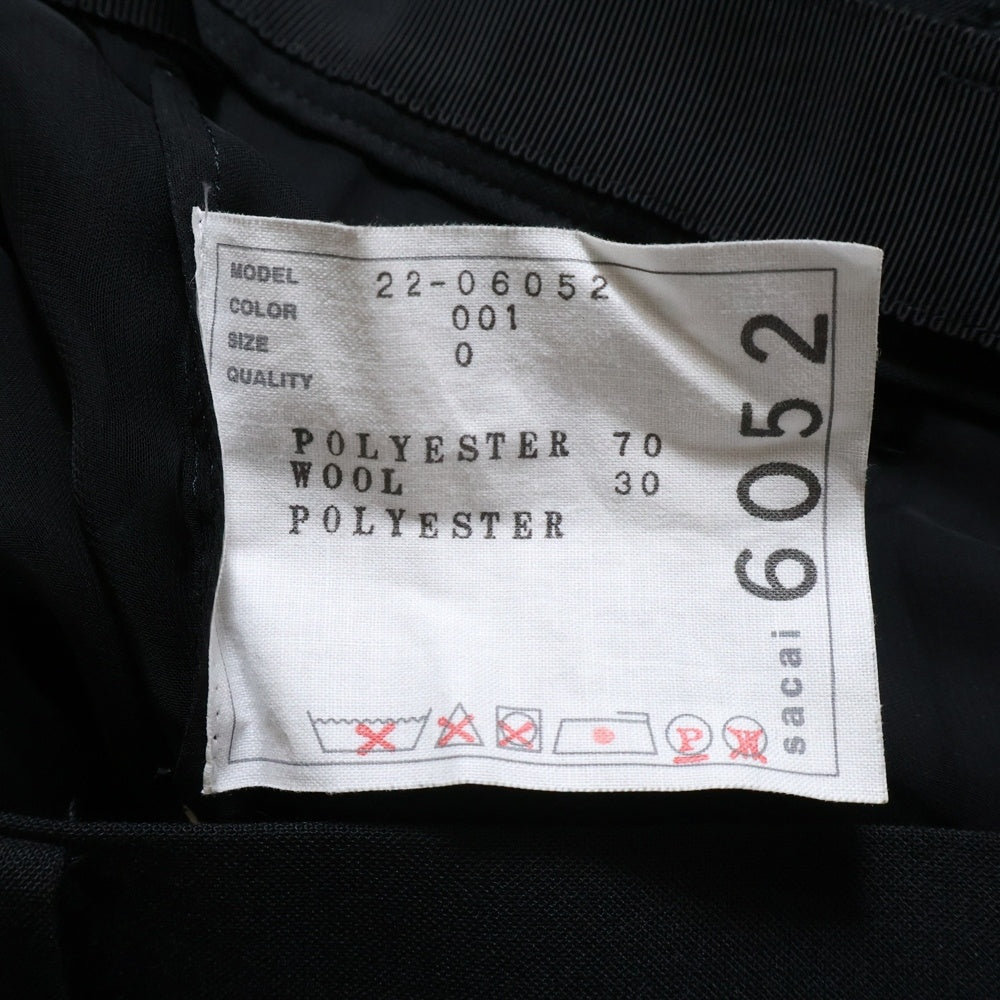 MODEL 22-06052
COLOR 001
SIZE 0
QUALITY
POLYESTER 70
WOOL 30
POLYESTER
P
W
sacai 6052